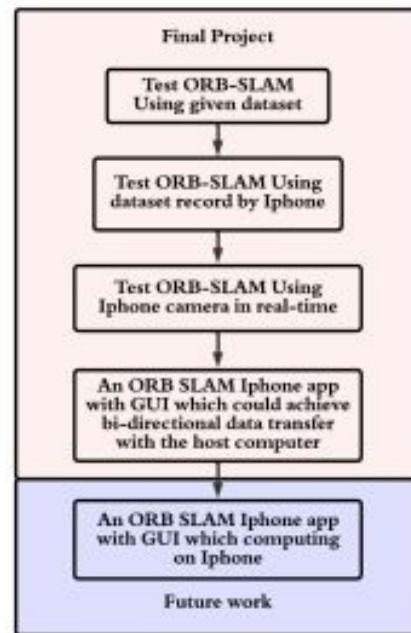 Final Project
Test ORB-SLAM
Using given dataset
Test ORB-SLAM Using
dataset record by Iphone
Test ORB-SLAM Using
Iphone camera in real-time
An ORB SLAM Iphone app
with GUI which could achieve
bi-directional data transfer
with the host computer
An ORB SLAM Iphone app
with GUI which computing
on Iphone
Future work